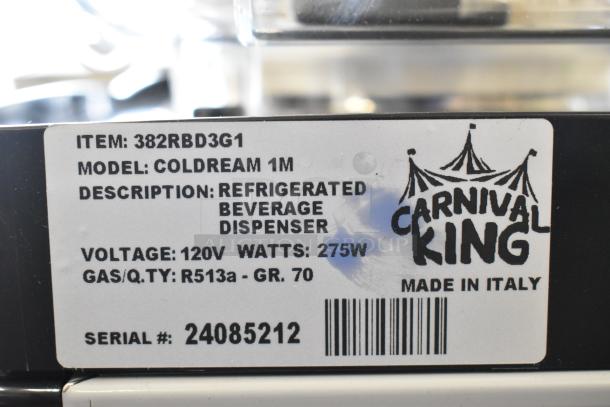 ITEM: 382RBD3G1
MODEL: COLDREAM 1M
DESCRIPTION: REFRIGERATED
BEVERAGE
DISPENSER
VOLTAGE: 120V WATTS: 275W
GAS/Q.TY: R513a - GR. 70
SERIAL #: 24085212
CARNIVAL
KING
MADE IN ITALY